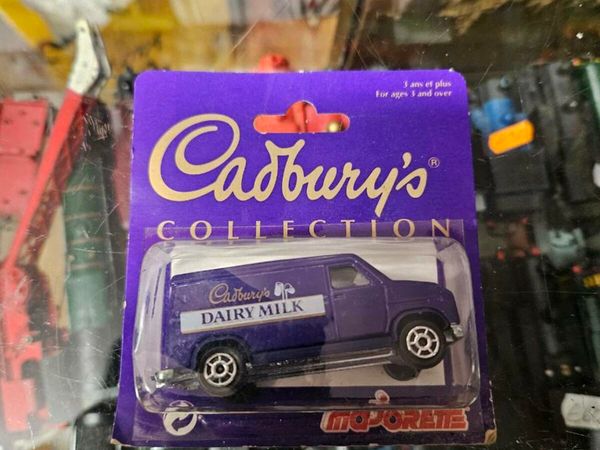 3 ans et plus
For ages 3 and over
Cadbury's®
COLLECTION
Cadbury's
DAIRY MILK
MAJORETTE